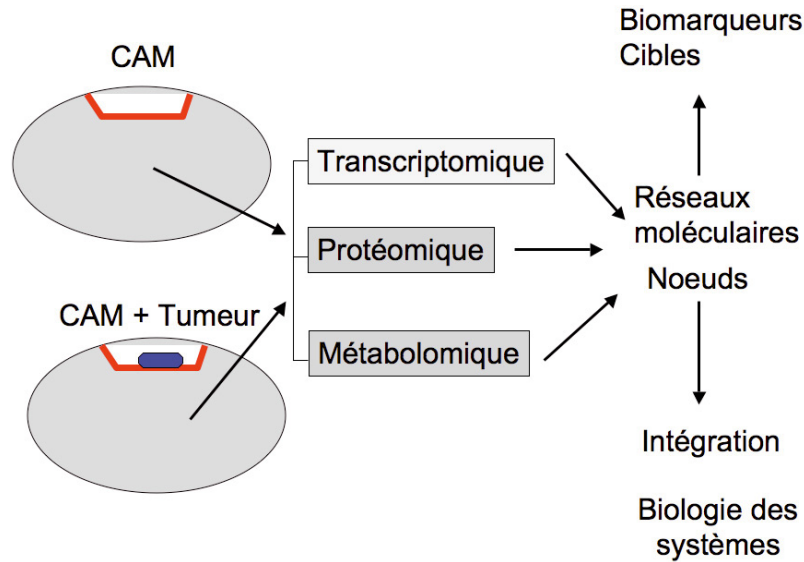 Biomarqueurs
Cibles
CAM
Transcriptomique
Réseaux
moléculaires
Protéomique
Noeuds
CAM + Tumeur
Métabolomique
Intégration
Biologie des
systèmes